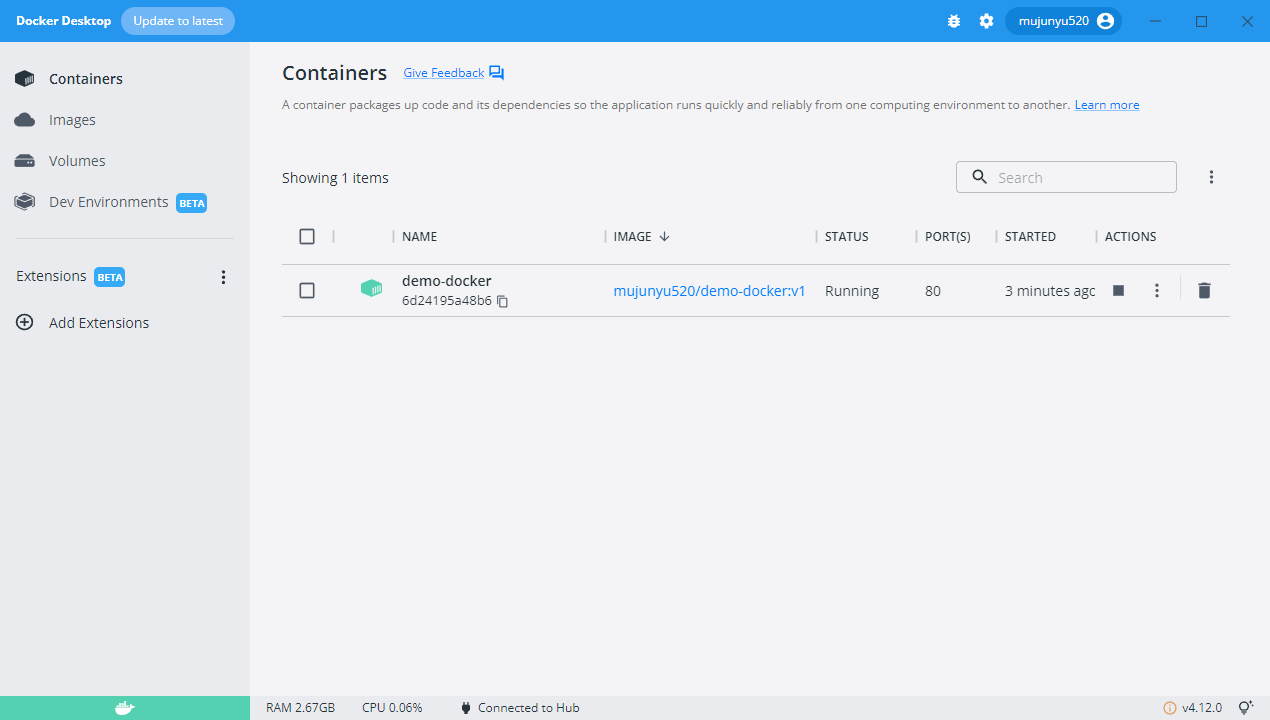 Docker Desktop Update to latest mujunyu520
Containers
Images
Volumes
Dev Environments BETA
Extensions BETA
Add Extensions
Containers Give Feedback
A container packages up code and its dependencies so the application runs quickly and reliably from one computing environment to another. Learn more
Showing 1 items Search
NAME IMAGE STATUS PORT(S) STARTED ACTIONS
demo-docker
6d24195a48b6 mujunyu520/demo-docker:v1 Running 80 3 minutes ago
RAM 2.67GB CPU 0.06% Connected to Hub v4.12.0